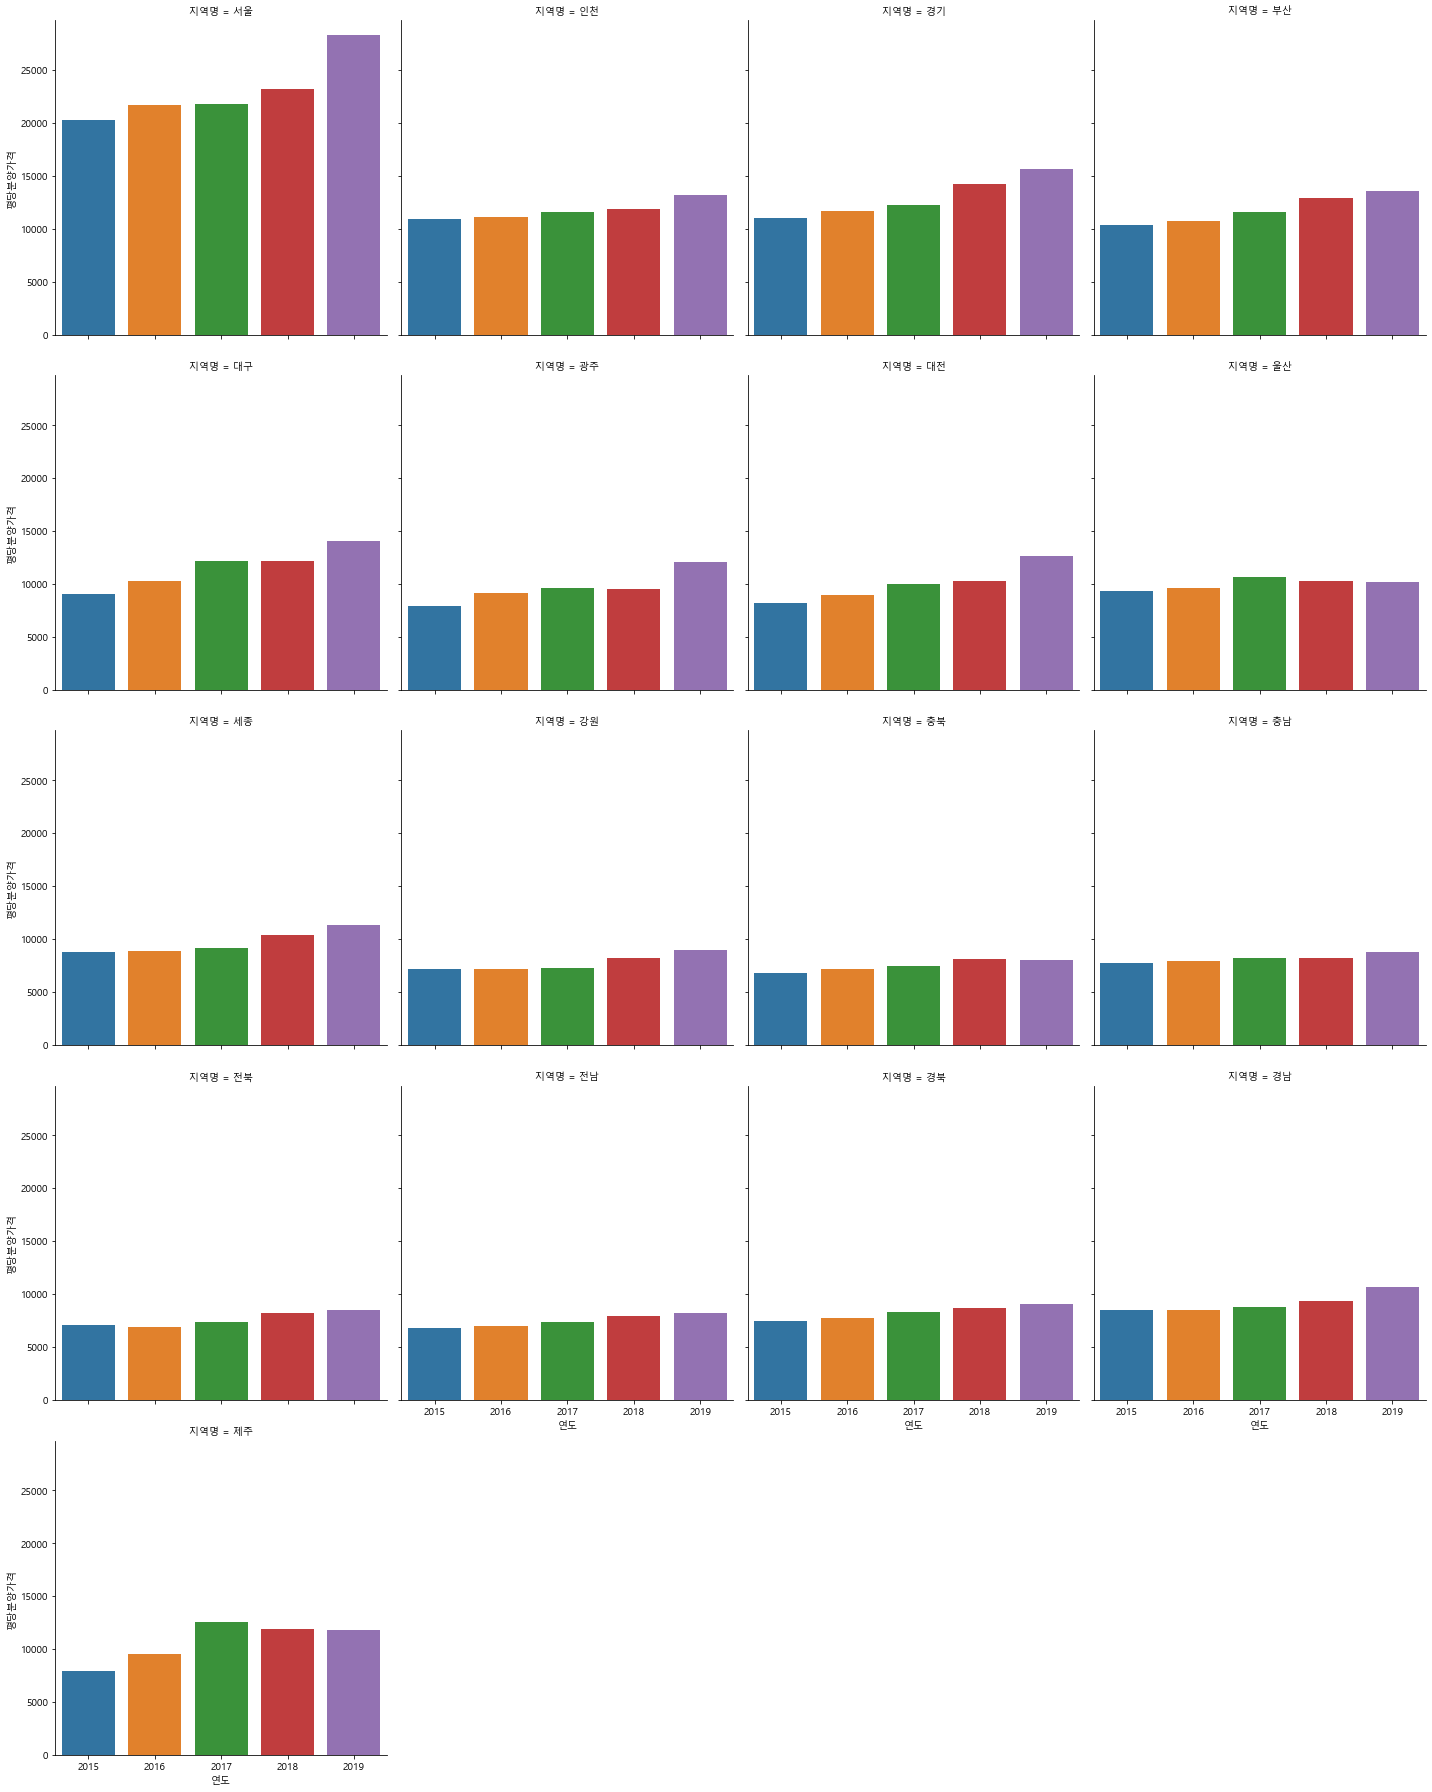 지역명 = 서울
지역명 = 인천
지역명 = 경기
지역명 = 부산
25000
20000
15000
10000
5000
0
평당분양가격
지역명 = 대구
지역명 = 광주
지역명 = 대전
지역명 = 울산
25000
20000
15000
10000
5000
0
평당분양가격
지역명 = 세종
지역명 = 강원
지역명 = 충북
지역명 = 충남
25000
20000
15000
10000
5000
0
평당분양가격
지역명 = 전북
지역명 = 전남
지역명 = 경북
지역명 = 경남
25000
20000
15000
10000
5000
0
평당분양가격
2015 2016 2017 2018 2019
연도
2015 2016 2017 2018 2019
연도
2015 2016 2017 2018 2019
연도
지역명 = 제주
25000
20000
15000
10000
5000
0
평당분양가격
2015 2016 2017 2018 2019
연도